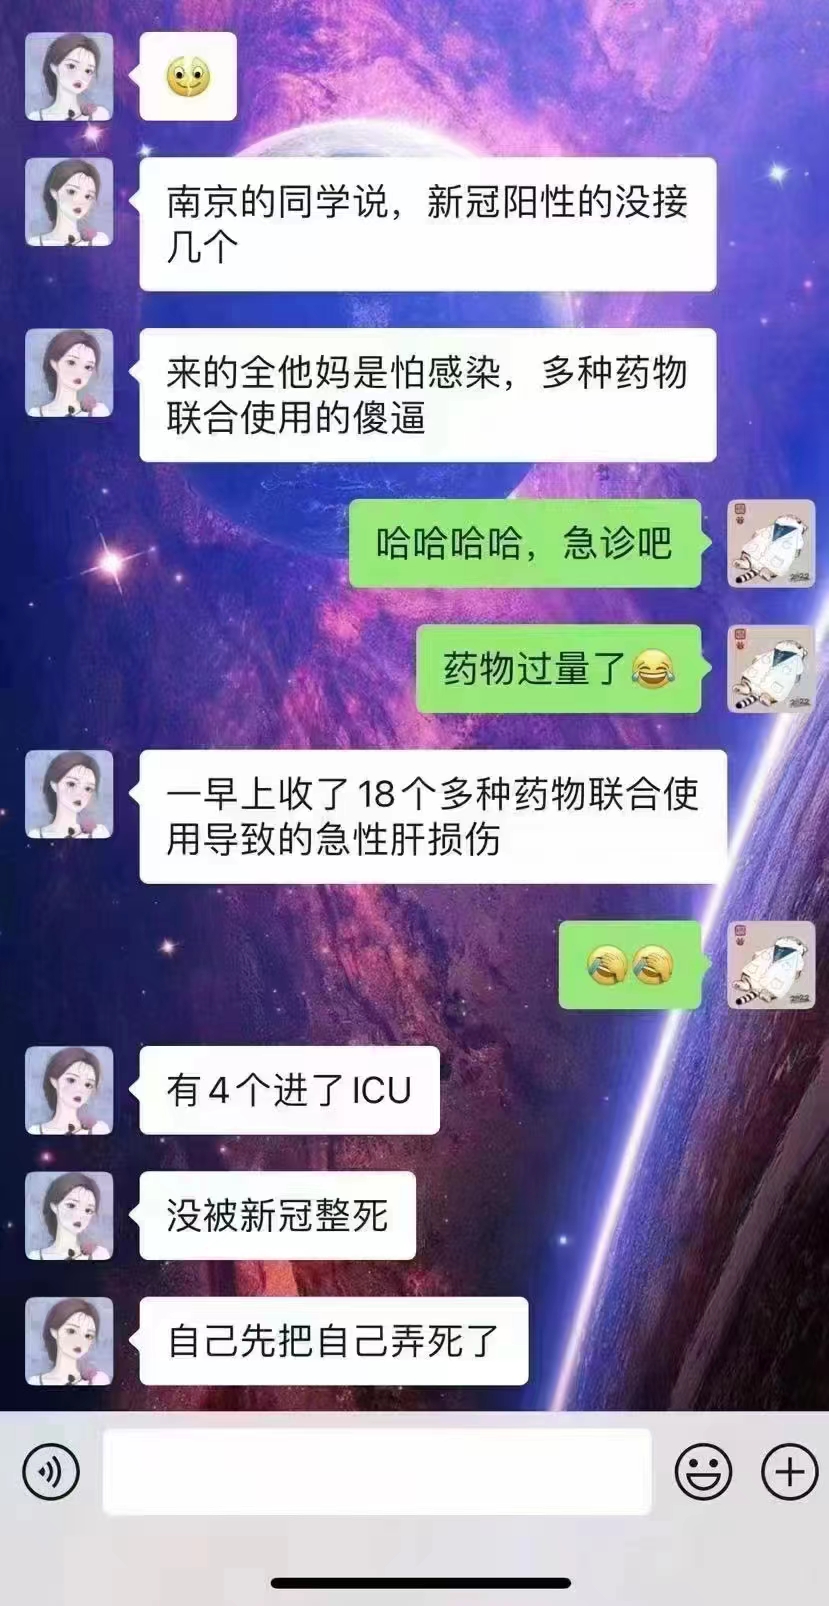 南京的同学说，新冠阳性的没接
几个
来的全他妈是怕感染，多种药物
联合使用的傻逼
哈哈哈哈，急诊吧
药物过量了😂
一早上收了18个多种药物联合使
用导致的急性肝损伤
有4个进了ICU
没被新冠整死
自己先把自己弄死了